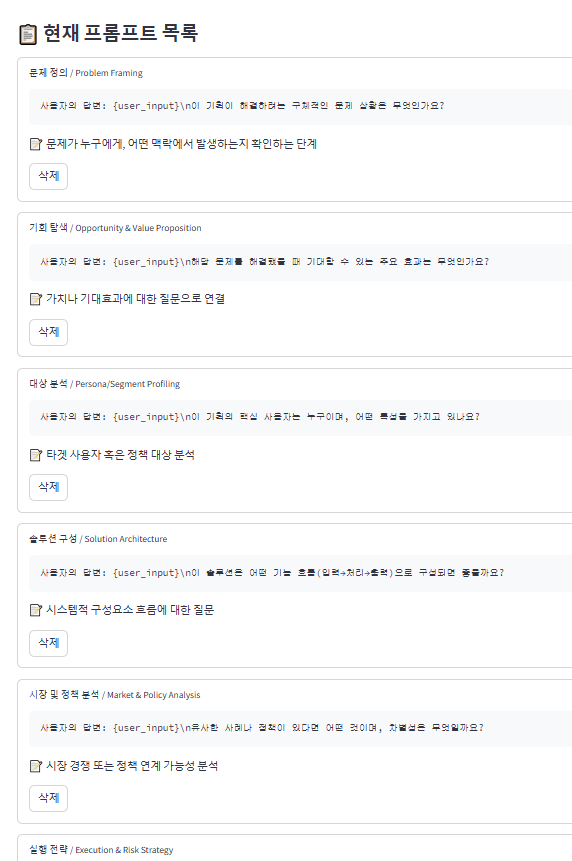 📋 현재 프롬프트 목록
문제 정의 / Problem Framing
사용자의 답변: {user_input}\n이 기획이 해결하려는 구체적인 문제 상황은 무엇인가요?
📝 문제가 누구에게, 어떤 맥락에서 발생하는지 확인하는 단계
삭제
기회 탐색 / Opportunity & Value Proposition
사용자의 답변: {user_input}\n해당 문제를 해결했을 때 기대할 수 있는 주요 효과는 무엇인가요?
📝 가치나 기대효과에 대한 질문으로 연결
삭제
대상 분석 / Persona/Segment Profiling
사용자의 답변: {user_input}\n이 기획의 핵심 사용자는 누구이며, 어떤 특성을 가지고 있나요?
📝 타겟 사용자 혹은 정책 대상 분석
삭제
솔루션 구성 / Solution Architecture
사용자의 답변: {user_input}\n이 솔루션은 어떤 기능 흐름(입력→처리→출력)으로 구성되면 좋을까요?
📝 시스템적 구성요소 흐름에 대한 질문
삭제
시장 및 정책 분석 / Market & Policy Analysis
사용자의 답변: {user_input}\n유사한 사례나 정책이 있다면 어떤 것이며, 차별성은 무엇일까요?
📝 시장 경쟁 또는 정책 연계 가능성 분석
삭제
실행 전략 / Execution & Risk Strategy